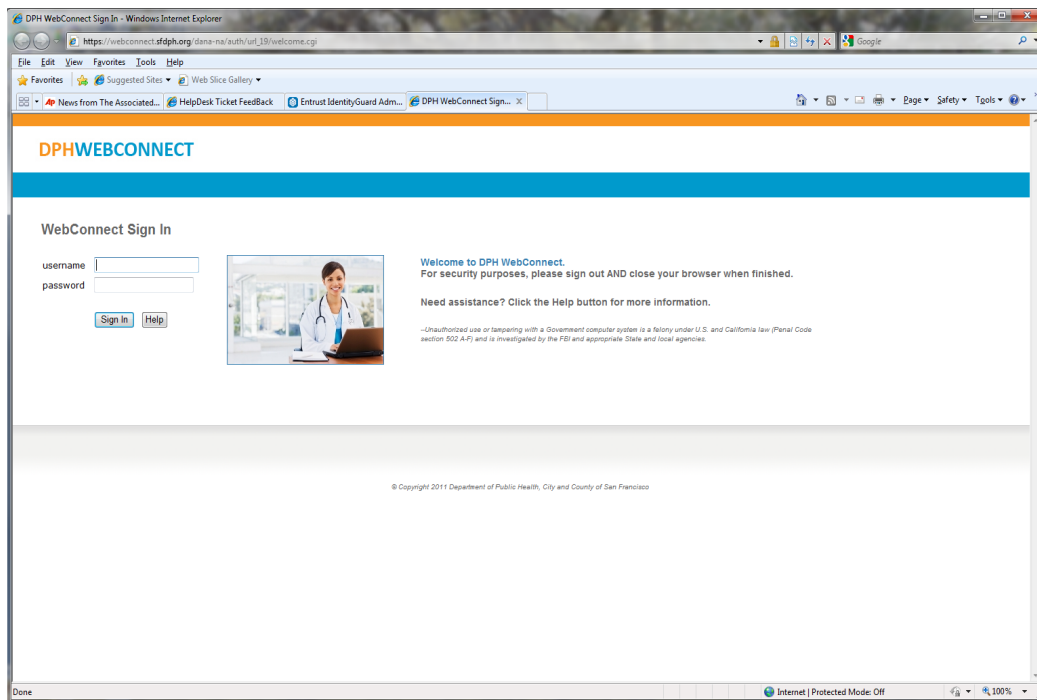 DPH WebConnect Sign In - Windows Internet Explorer
https://webconnect.sfdph.org/dana-na/auth/url_19/welcome.cgi
Google
File Edit View Favorites Tools Help
Favorites Suggested Sites Web Slice Gallery
AP News from The Associated... HelpDesk Ticket FeedBack Entrust IdentityGuard Adm... DPH WebConnect Sign... X
Page Safety Tools
DPHWEBCONNECT
WebConnect Sign In
username
password
Sign In Help
Welcome to DPH WebConnect.
For security purposes, please sign out AND close your browser when finished.
Need assistance? Click the Help button for more information.
--Unauthorized use or tampering with a Government computer system is a felony under U.S. and California law (Penal Code
section 502 A-F) and is investigated by the FBI and appropriate State and local agencies.
© Copyright 2011 Department of Public Health, City and County of San Francisco
Done
Internet | Protected Mode: Off
100%